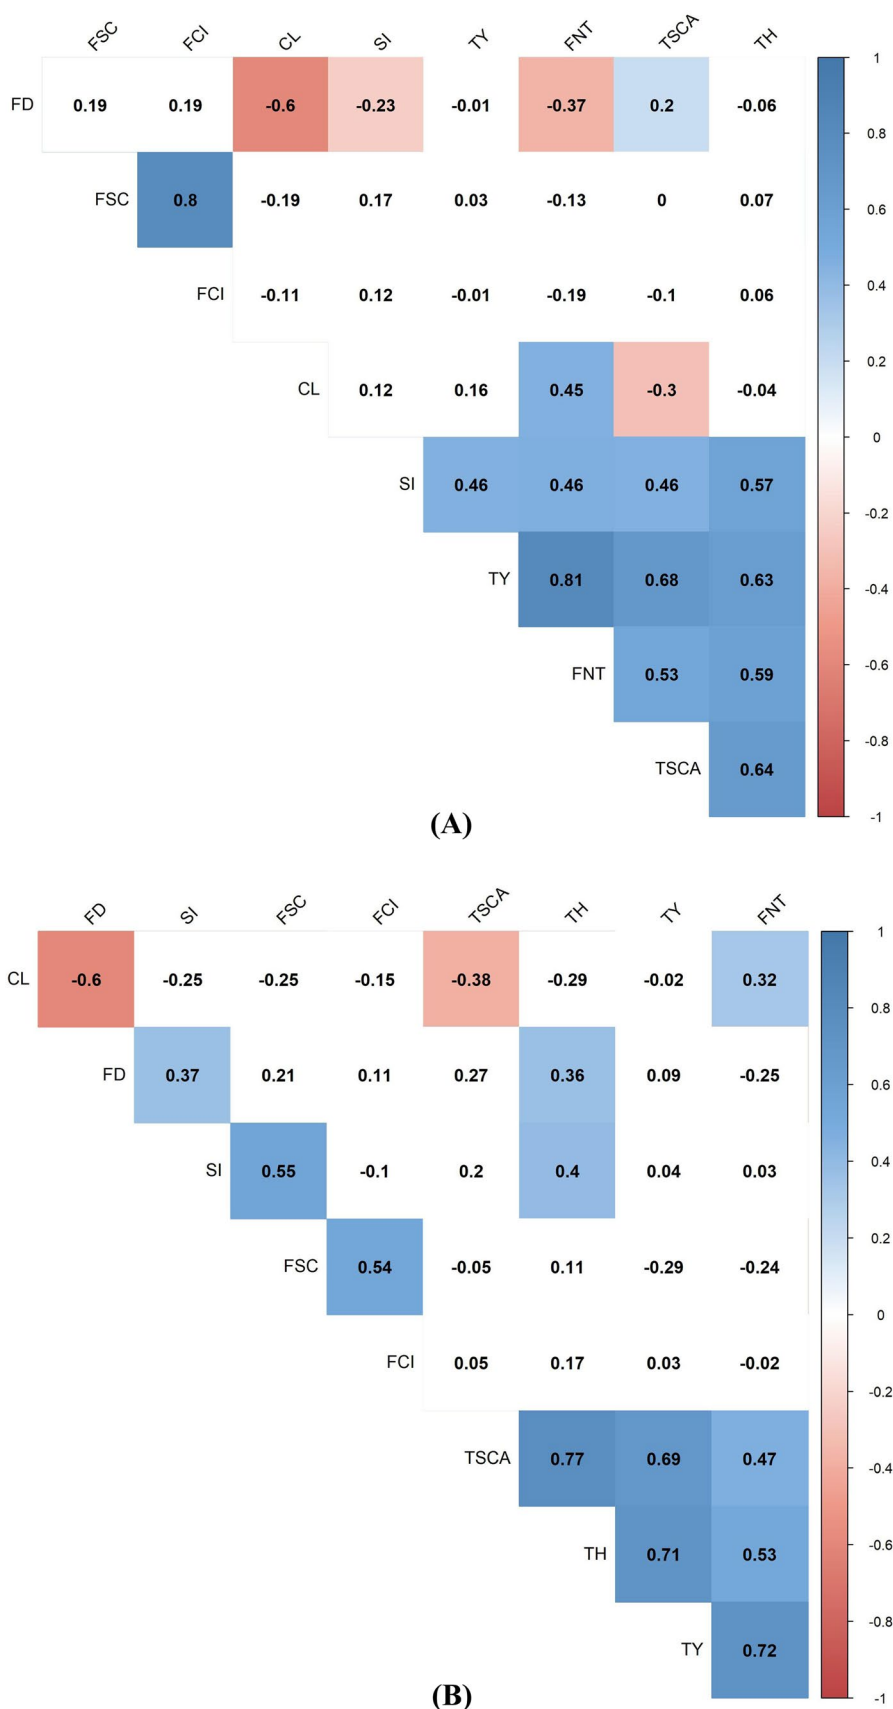 FSC FCI CL SI TY FNT TSCA TH
FD 0.19 0.19 -0.6 -0.23 -0.01 -0.37 0.2 -0.06
FSC 0.8 -0.19 0.17 0.03 -0.13 0 0.07
FCI -0.11 0.12 -0.01 -0.19 -0.1 0.06
CL 0.12 0.16 0.45 -0.3 -0.04
SI 0.46 0.46 0.46 0.57
TY 0.81 0.68 0.63
FNT 0.53 0.59
TSCA 0.64
1
0.8
0.6
0.4
0.2
0
-0.2
-0.4
-0.6
-0.8
-1
(A)
FD SI FSC FCI TSCA TH TY FNT
CL -0.6 -0.25 -0.25 -0.15 -0.38 -0.29 -0.02 0.32
FD 0.37 0.21 0.11 0.27 0.36 0.09 -0.25
SI 0.55 -0.1 0.2 0.4 0.04 0.03
FSC 0.54 -0.05 0.11 -0.29 -0.24
FCI 0.05 0.17 0.03 -0.02
TSCA 0.77 0.69 0.47
TH 0.71 0.53
TY 0.72
1
0.8
0.6
0.4
0.2
0
-0.2
-0.4
-0.6
-0.8
-1
(B)